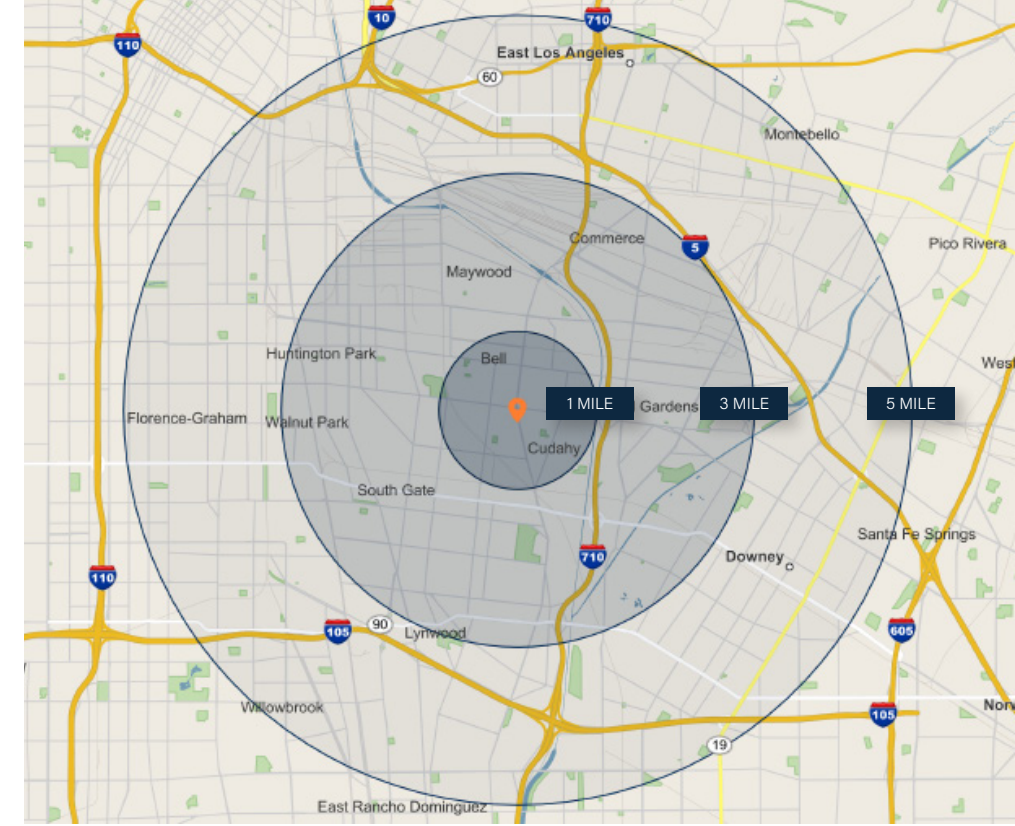 10
710
110
East Los Angeles
60
Montebello
Commerce
5
Pico Rivera
Maywood
Huntington Park
Bell
West
1 MILE
Gardens
3 MILE
5 MILE
Florence-Graham
Walnut Park
Cudahy
South Gate
Santa Fe Springs
710
Downey
110
105
90
Lynwood
605
Willowbrook
Norw
105
19
East Rancho Dominguez